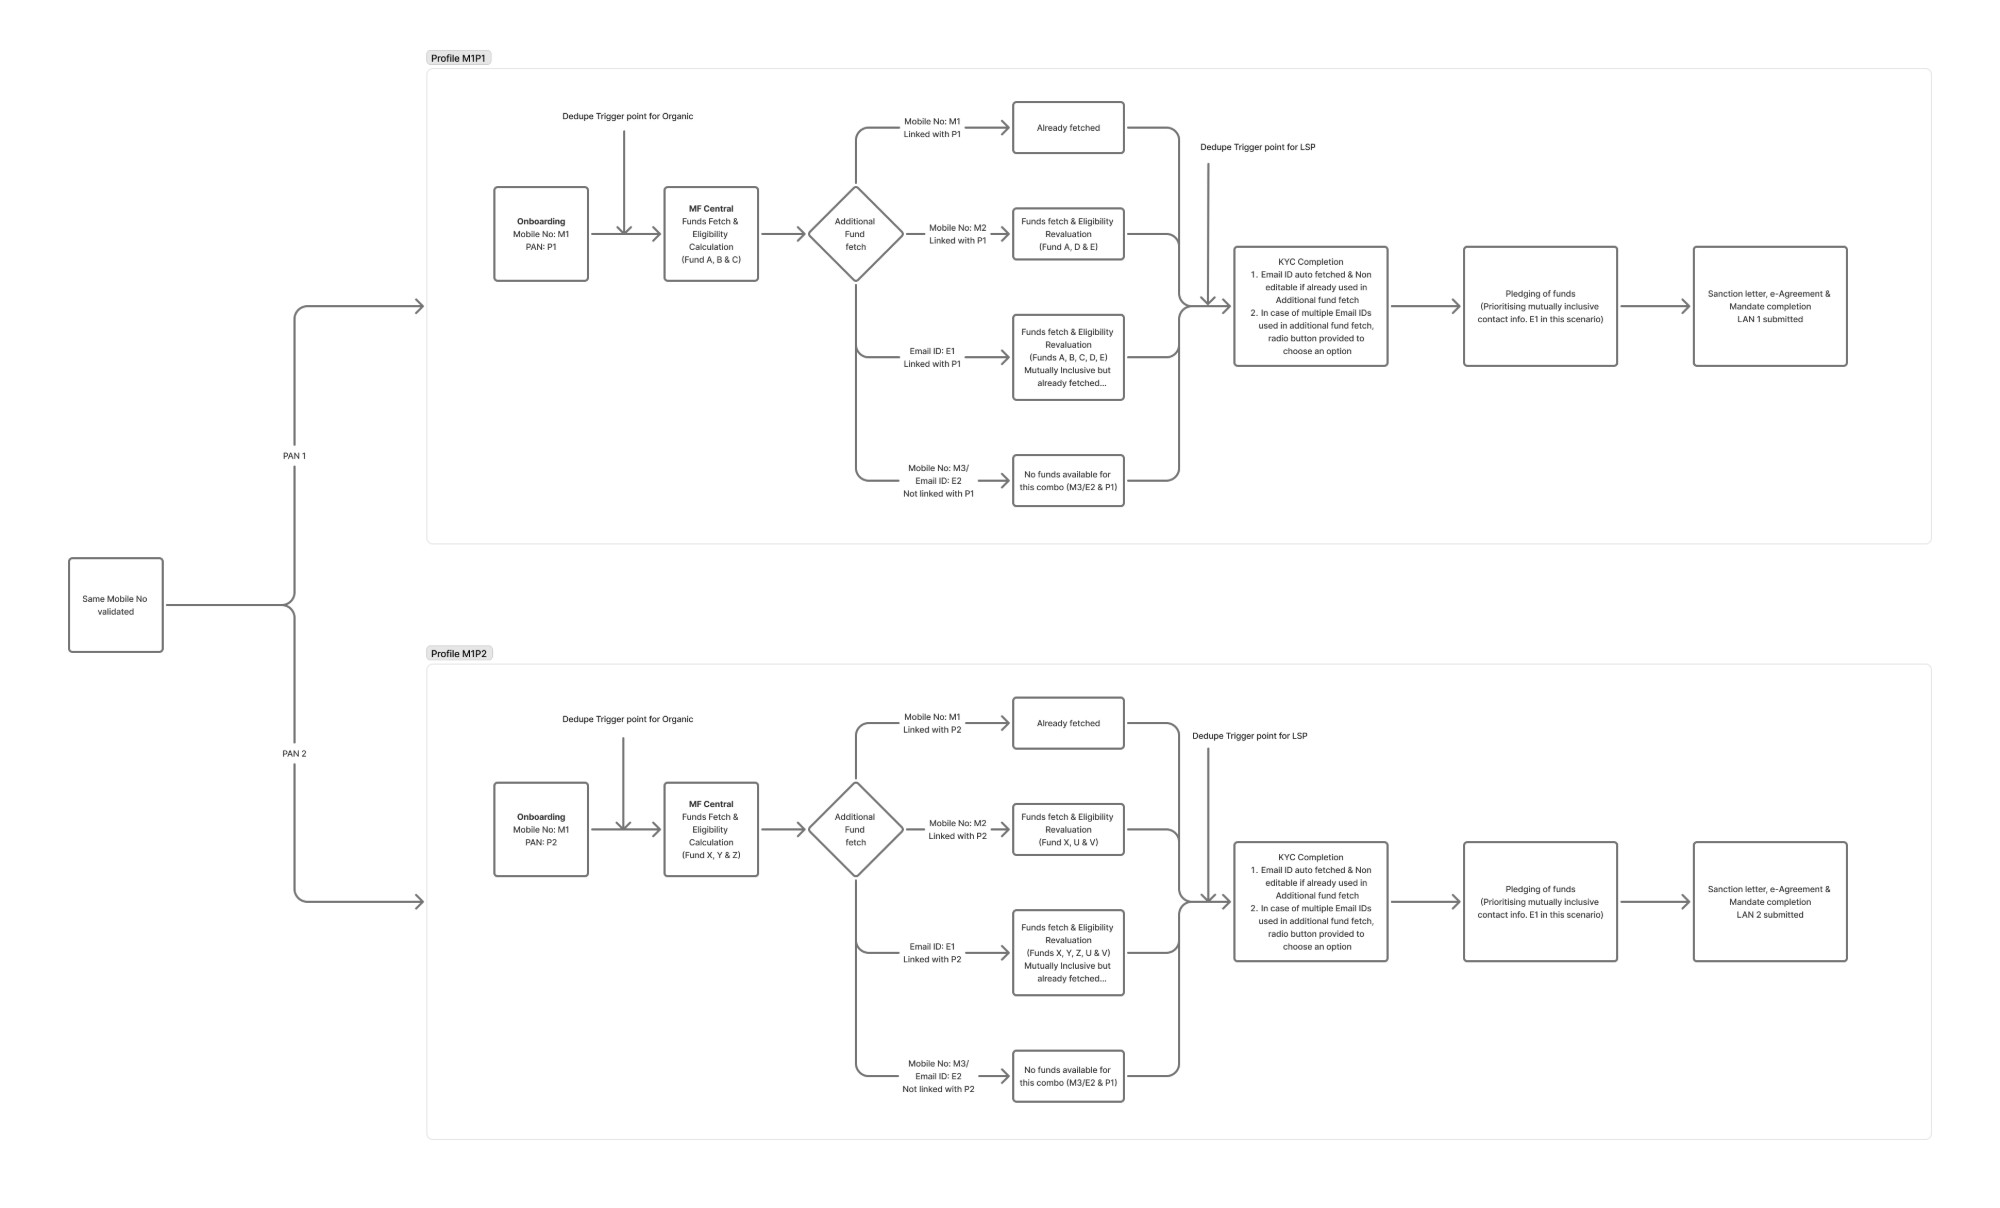 Profile M1P1
Dedupe Trigger point for Organic
Onboarding
Mobile No: M1
PAN: P1
MF Central
Funds Fetch &
Eligibility
Calculation
(Fund A, B & C)
Additional
Fund
fetch
Mobile No: M1
Linked with P1
Already fetched
Mobile No: M2
Linked with P1
Funds fetch & Eligibility
Revaluation
(Fund A, D & E)
Email ID: E1
Linked with P1
Funds fetch & Eligibility
Revaluation
(Funds A, B, C, D, E)
Mutually Inclusive but
already fetched...
Mobile No: M3/
Email ID: E2
Not linked with P1
No funds available for
this combo (M3/E2 & P1)
Dedupe Trigger point for LSP
KYC Completion
1. Email ID auto fetched & Non
editable if already used in
Additional fund fetch
2. In case of multiple Email IDs
used in additional fund fetch,
radio button provided to
choose an option
Pledging of funds
(Prioritising mutually inclusive
contact info. E1 in this scenario)
Sanction letter, e-Agreement &
Mandate completion
LAN 1 submitted
PAN 1
Same Mobile No
validated
PAN 2
Profile M1P2
Dedupe Trigger point for Organic
Onboarding
Mobile No: M1
PAN: P2
MF Central
Funds Fetch &
Eligibility
Calculation
(Fund X, Y & Z)
Additional
Fund
fetch
Mobile No: M1
Linked with P2
Already fetched
Mobile No: M2
Linked with P2
Funds fetch & Eligibility
Revaluation
(Fund X, U & V)
Email ID: E1
Linked with P2
Funds fetch & Eligibility
Revaluation
(Funds X, Y, Z, U & V)
Mutually Inclusive but
already fetched...
Mobile No: M3/
Email ID: E2
Not linked with P2
No funds available for
this combo (M3/E2 & P1)
Dedupe Trigger point for LSP
KYC Completion
1. Email ID auto fetched & Non
editable if already used in
Additional fund fetch
2. In case of multiple Email IDs
used in additional fund fetch,
radio button provided to
choose an option
Pledging of funds
(Prioritising mutually inclusive
contact info. E1 in this scenario)
Sanction letter, e-Agreement &
Mandate completion
LAN 2 submitted